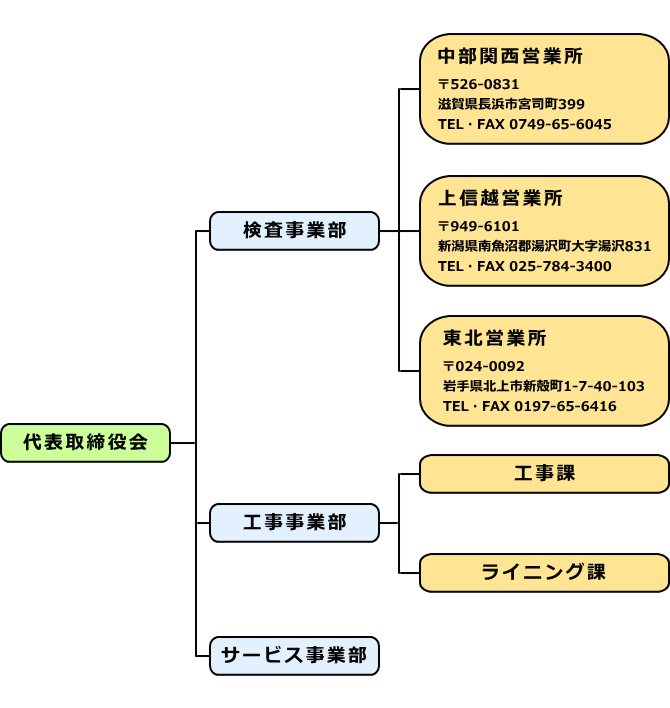 中部関西営業所
〒526-0831
滋賀県長浜市宮司町399
TEL・FAX 0749-65-6045
上信越営業所
〒949-6101
新潟県南魚沼郡湯沢町大字湯沢831
TEL・FAX 025-784-3400
検査事業部
東北営業所
〒024-0092
岩手県北上市新殻町1-7-40-103
TEL・FAX 0197-65-6416
代表取締役会
工事課
工事事業部
ライニング課
サービス事業部